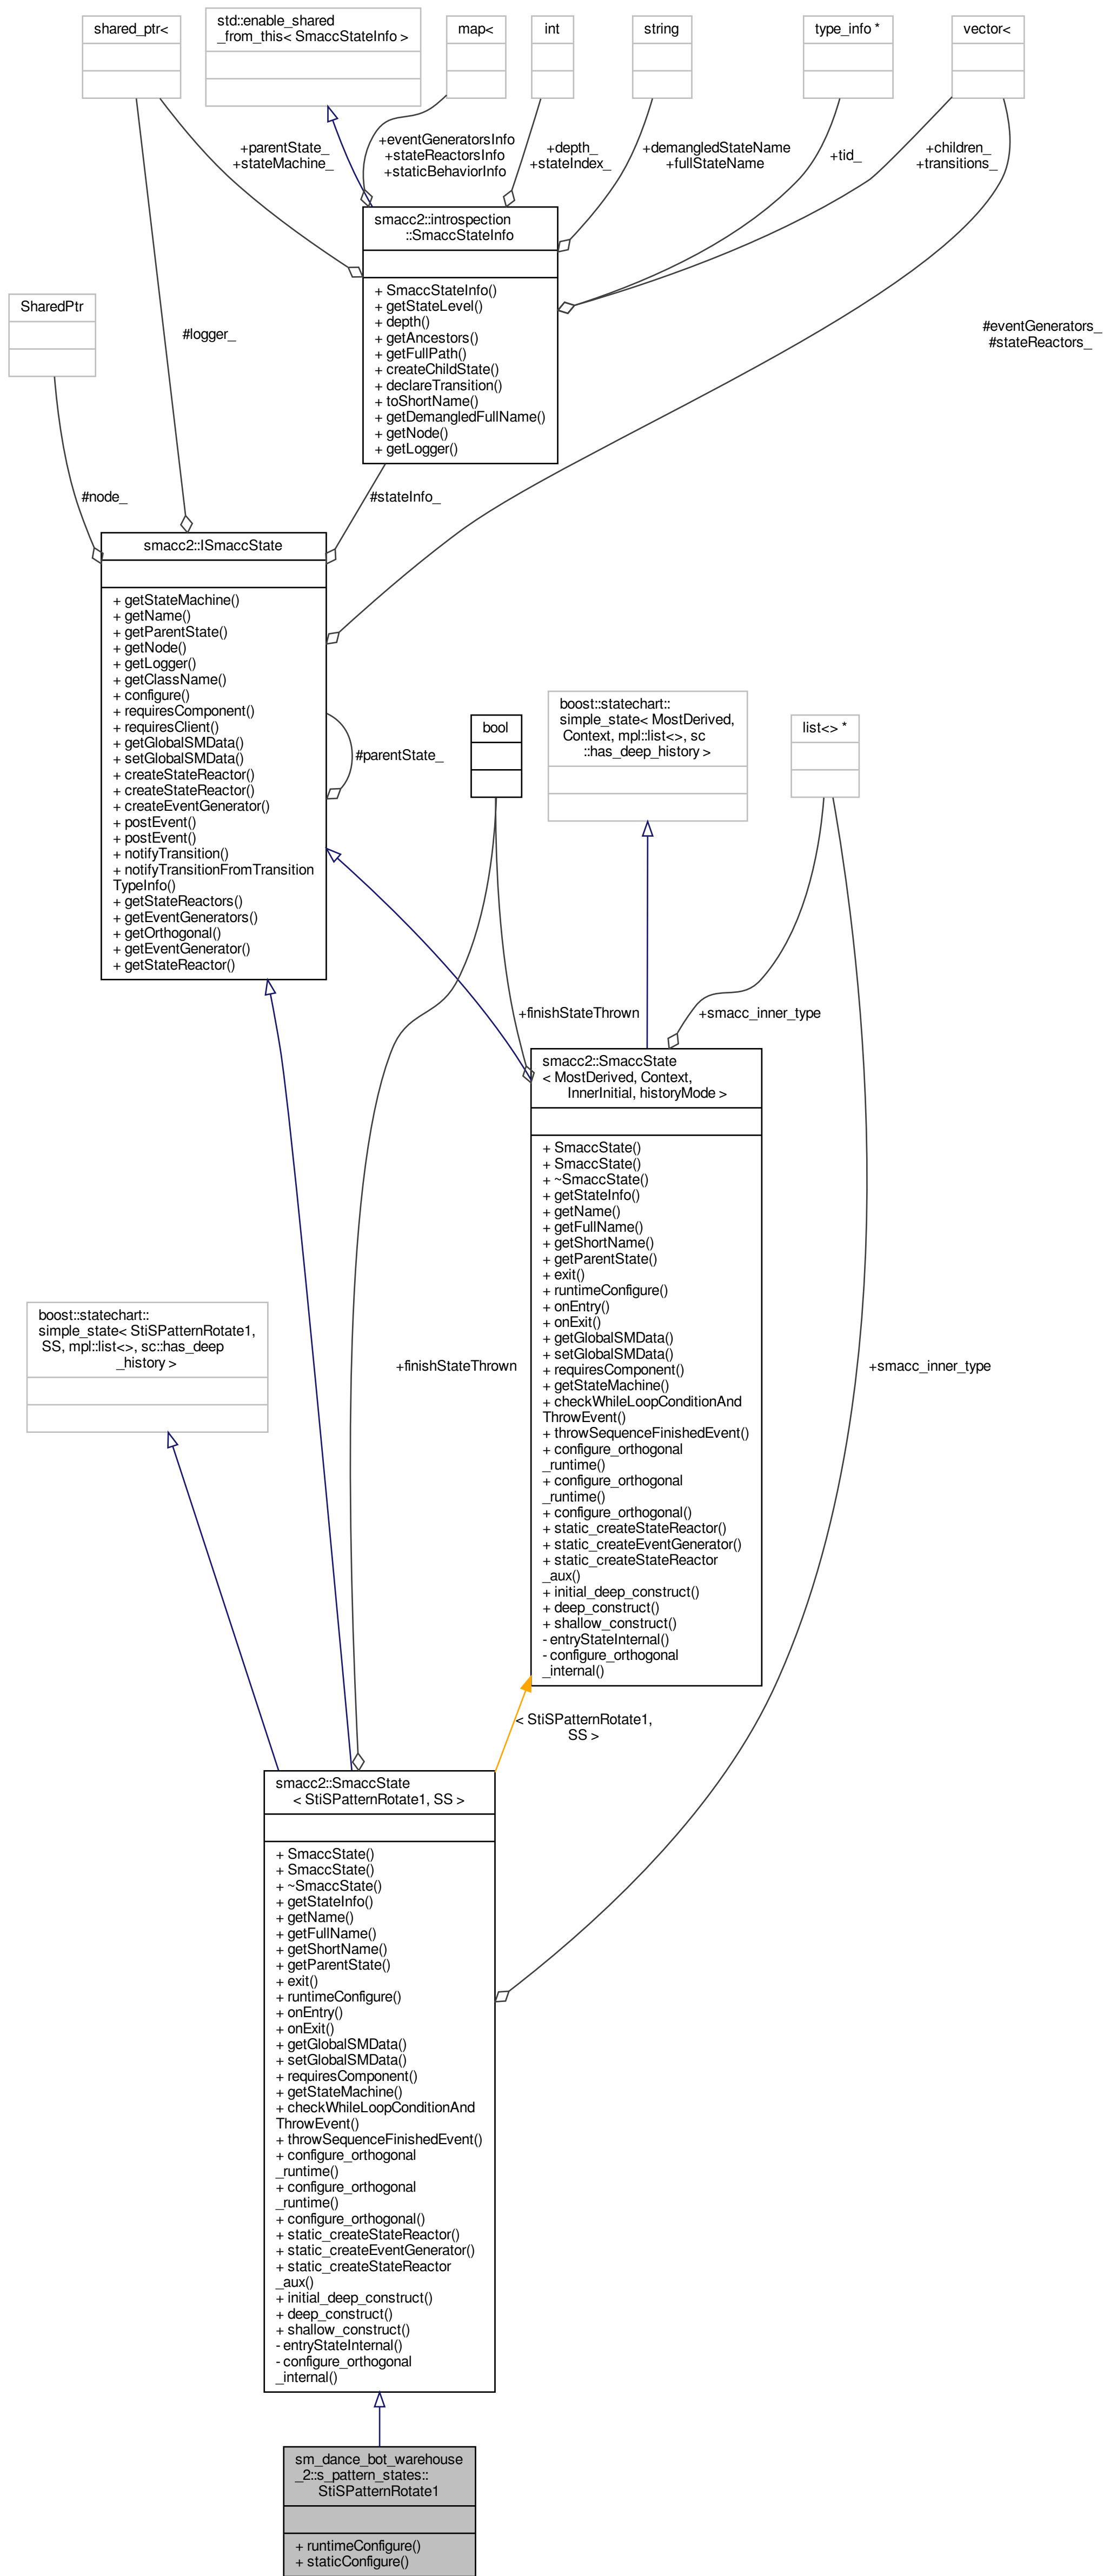 shared_ptr<
std::enable_shared
_from_this< SmaccStateInfo >
map<
int
string
type_info *
vector<
+parentState_
+stateMachine_
+eventGeneratorsInfo
+stateReactorsInfo
+staticBehaviorInfo
+depth_
+stateIndex_
+demangledStateName
+fullStateName
+tid_
+children_
+transitions_
smacc2::introspection
::SmaccStateInfo
+ SmaccStateInfo()
+ getStateLevel()
+ depth()
+ getAncestors()
+ getFullPath()
+ createChildState()
+ declareTransition()
+ toShortName()
+ getDemangledFullName()
+ getNode()
+ getLogger()
SharedPtr
#logger_
#eventGenerators_
#stateReactors_
#node_
#stateInfo_
smacc2::ISmaccState
+ getStateMachine()
+ getName()
+ getParentState()
+ getNode()
+ getLogger()
+ getClassName()
+ configure()
+ requiresComponent()
+ requiresClient()
+ getGlobalSMData()
+ setGlobalSMData()
+ createStateReactor()
+ createStateReactor()
+ createEventGenerator()
+ postEvent()
+ postEvent()
+ notifyTransition()
+ notifyTransitionFromTransition
TypeInfo()
+ getStateReactors()
+ getEventGenerators()
+ getOrthogonal()
+ getEventGenerator()
+ getStateReactor()
#parentState_
bool
boost::statechart::
simple_state< MostDerived,
Context, mpl::list<>, sc
::has_deep_history >
list<> *
+finishStateThrown
+smacc_inner_type
smacc2::SmaccState
< MostDerived, Context,
InnerInitial, historyMode >
+ SmaccState()
+ SmaccState()
+ ~SmaccState()
+ getStateInfo()
+ getName()
+ getFullName()
+ getShortName()
+ getParentState()
+ exit()
+ runtimeConfigure()
+ onEntry()
+ onExit()
+ getGlobalSMData()
+ setGlobalSMData()
+ requiresComponent()
+ getStateMachine()
+ checkWhileLoopConditionAnd
ThrowEvent()
+ throwSequenceFinishedEvent()
+ configure_orthogonal
_runtime()
+ configure_orthogonal
_runtime()
+ configure_orthogonal()
+ static_createStateReactor()
+ static_createEventGenerator()
+ static_createStateReactor
_aux()
+ initial_deep_construct()
+ deep_construct()
+ shallow_construct()
- entryStateInternal()
- configure_orthogonal
_internal()
boost::statechart::
simple_state< StiSPatternRotate1,
SS, mpl::list<>, sc::has_deep
_history >
+finishStateThrown
+smacc_inner_type
< StiSPatternRotate1,
SS >
smacc2::SmaccState
< StiSPatternRotate1, SS >
+ SmaccState()
+ SmaccState()
+ ~SmaccState()
+ getStateInfo()
+ getName()
+ getFullName()
+ getShortName()
+ getParentState()
+ exit()
+ runtimeConfigure()
+ onEntry()
+ onExit()
+ getGlobalSMData()
+ setGlobalSMData()
+ requiresComponent()
+ getStateMachine()
+ checkWhileLoopConditionAnd
ThrowEvent()
+ throwSequenceFinishedEvent()
+ configure_orthogonal
_runtime()
+ configure_orthogonal
_runtime()
+ configure_orthogonal()
+ static_createStateReactor()
+ static_createEventGenerator()
+ static_createStateReactor
_aux()
+ initial_deep_construct()
+ deep_construct()
+ shallow_construct()
- entryStateInternal()
- configure_orthogonal
_internal()
sm_dance_bot_warehouse
_2::s_pattern_states::
StiSPatternRotate1
+ runtimeConfigure()
+ staticConfigure()